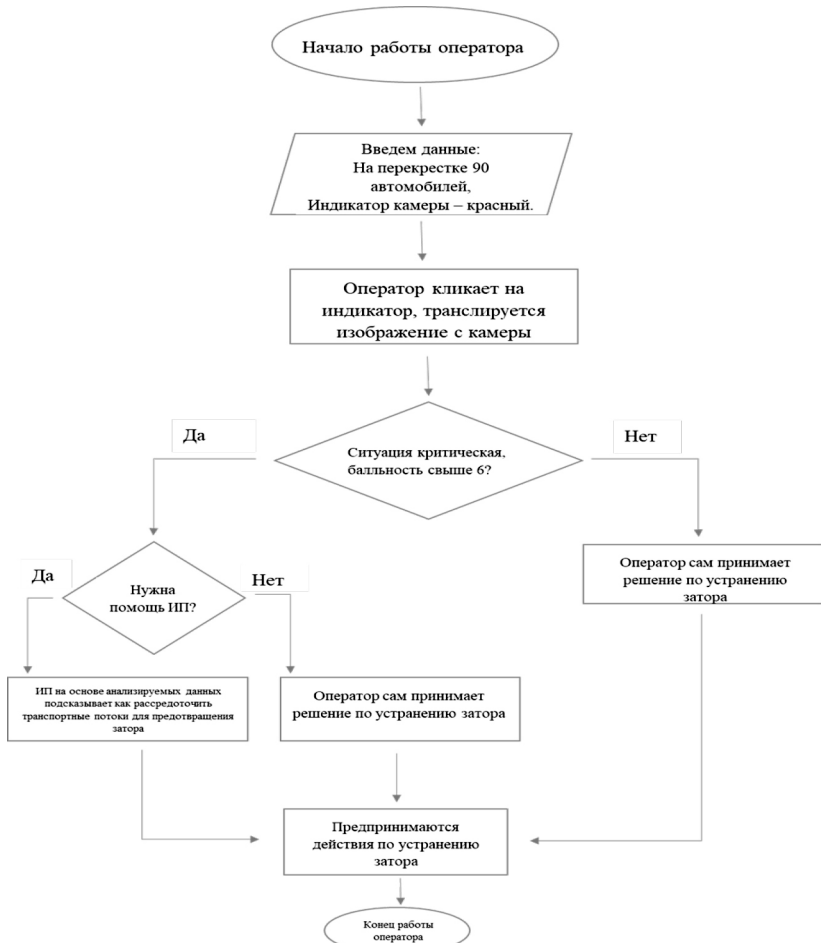 Начало работы оператора
Введем данные:
На перекрестке 90
автомобилей,
Индикатор камеры – красный.
Оператор кликает на
индикатор, транслируется
изображение с камеры
Ситуация критическая,
балльность свыше 6?
Да
Нет
Нужна
помощь ИП?
Да
Нет
Оператор сам принимает
решение по устранению
затора
ИП на основе анализируемых данных
подсказывает как рассредоточить
транспортные потоки для предотвращения
затора
Оператор сам принимает
решение по устранению затора
Предпринимаются
действия по устранению
затора
Конец работы
оператора